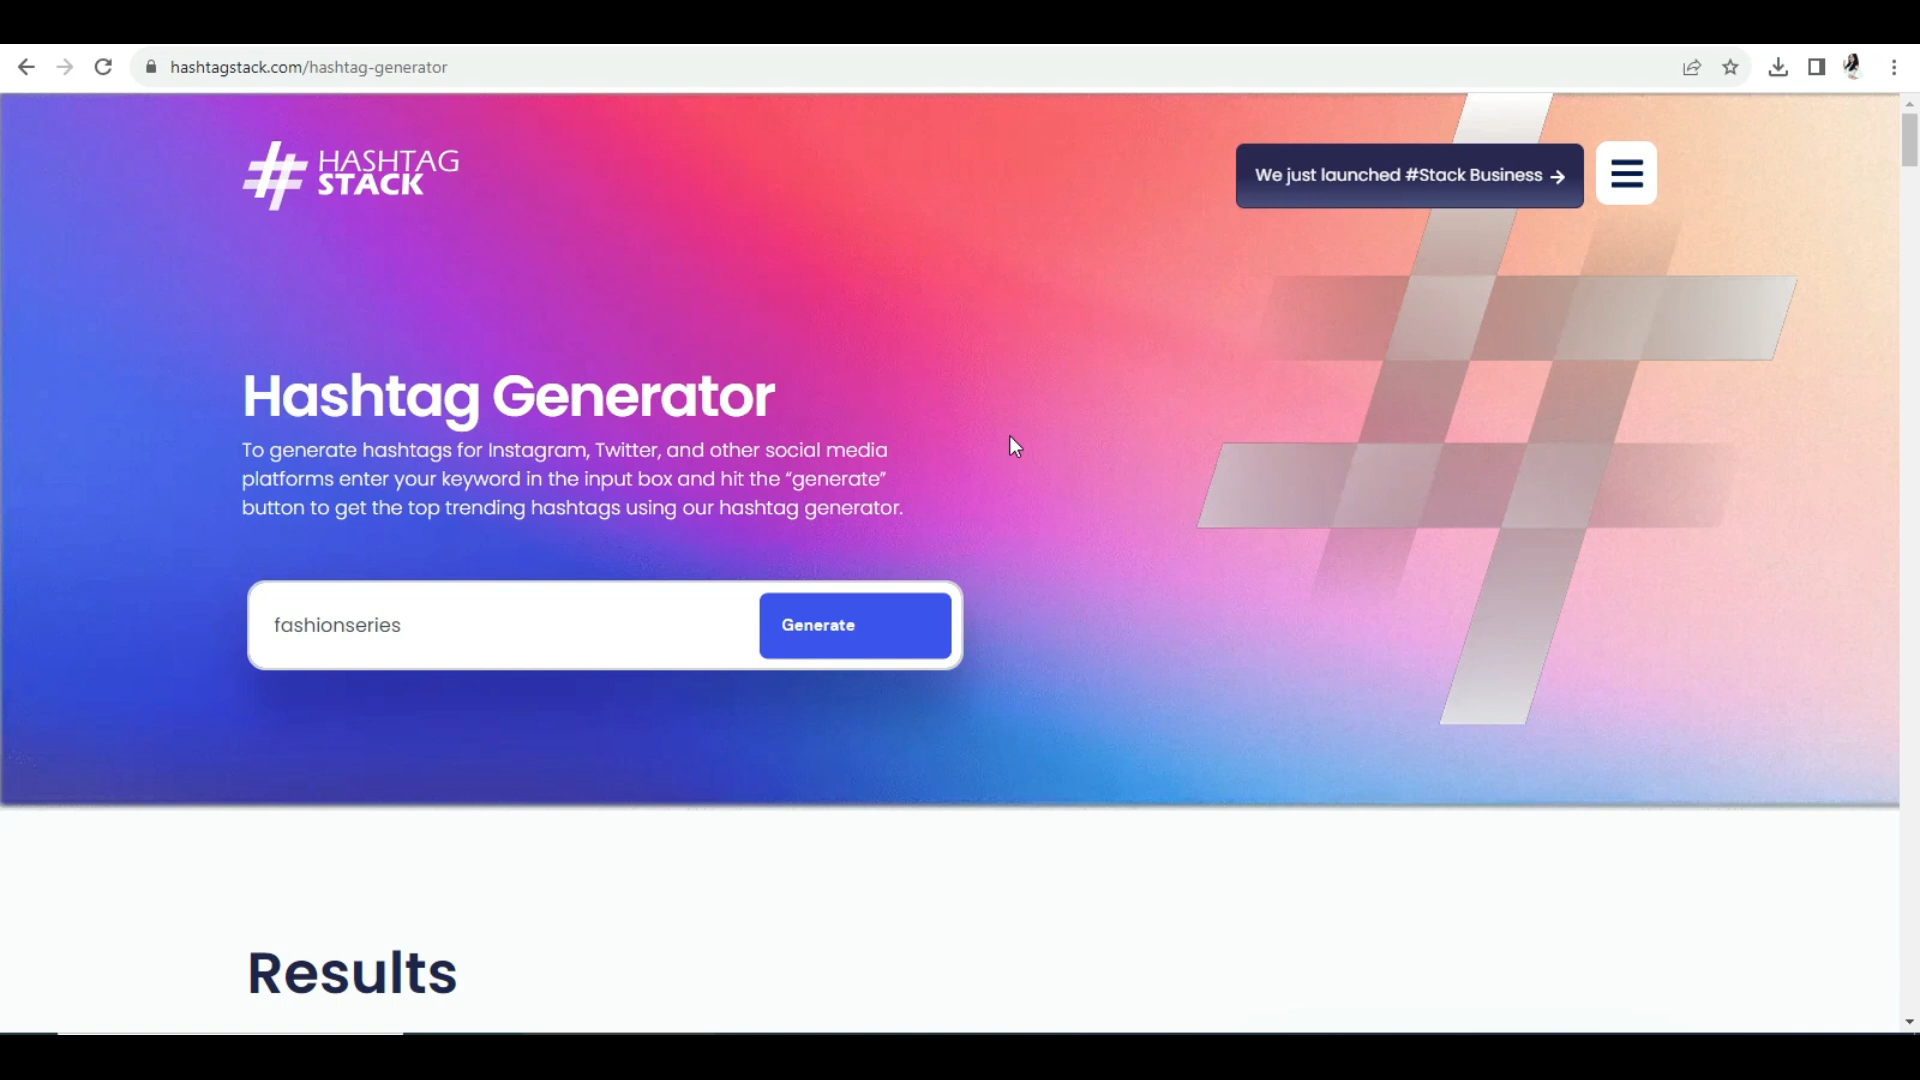 hashtagstack.com/hashtag-generator
HASHTAG
STACK
We just launched #Stack Business →
Hashtag Generator
To generate hashtags for Instagram, Twitter, and other social media
platforms enter your keyword in the input box and hit the “generate”
button to get the top trending hashtags using our hashtag generator.
fashionseries
Generate
Results